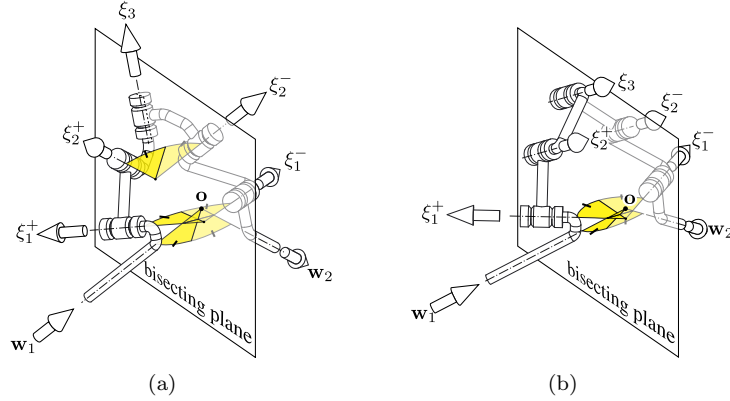 ξ₃
ξ₂⁻
ξ₂⁺
ξ₁⁻
o
ξ₁⁺
w₂
bisecting plane
w₁
(a)
ξ₃
ξ₂⁻
ξ₂⁺
ξ₁⁻
o
ξ₁⁺
w₂
bisecting plane
w₁
(b)